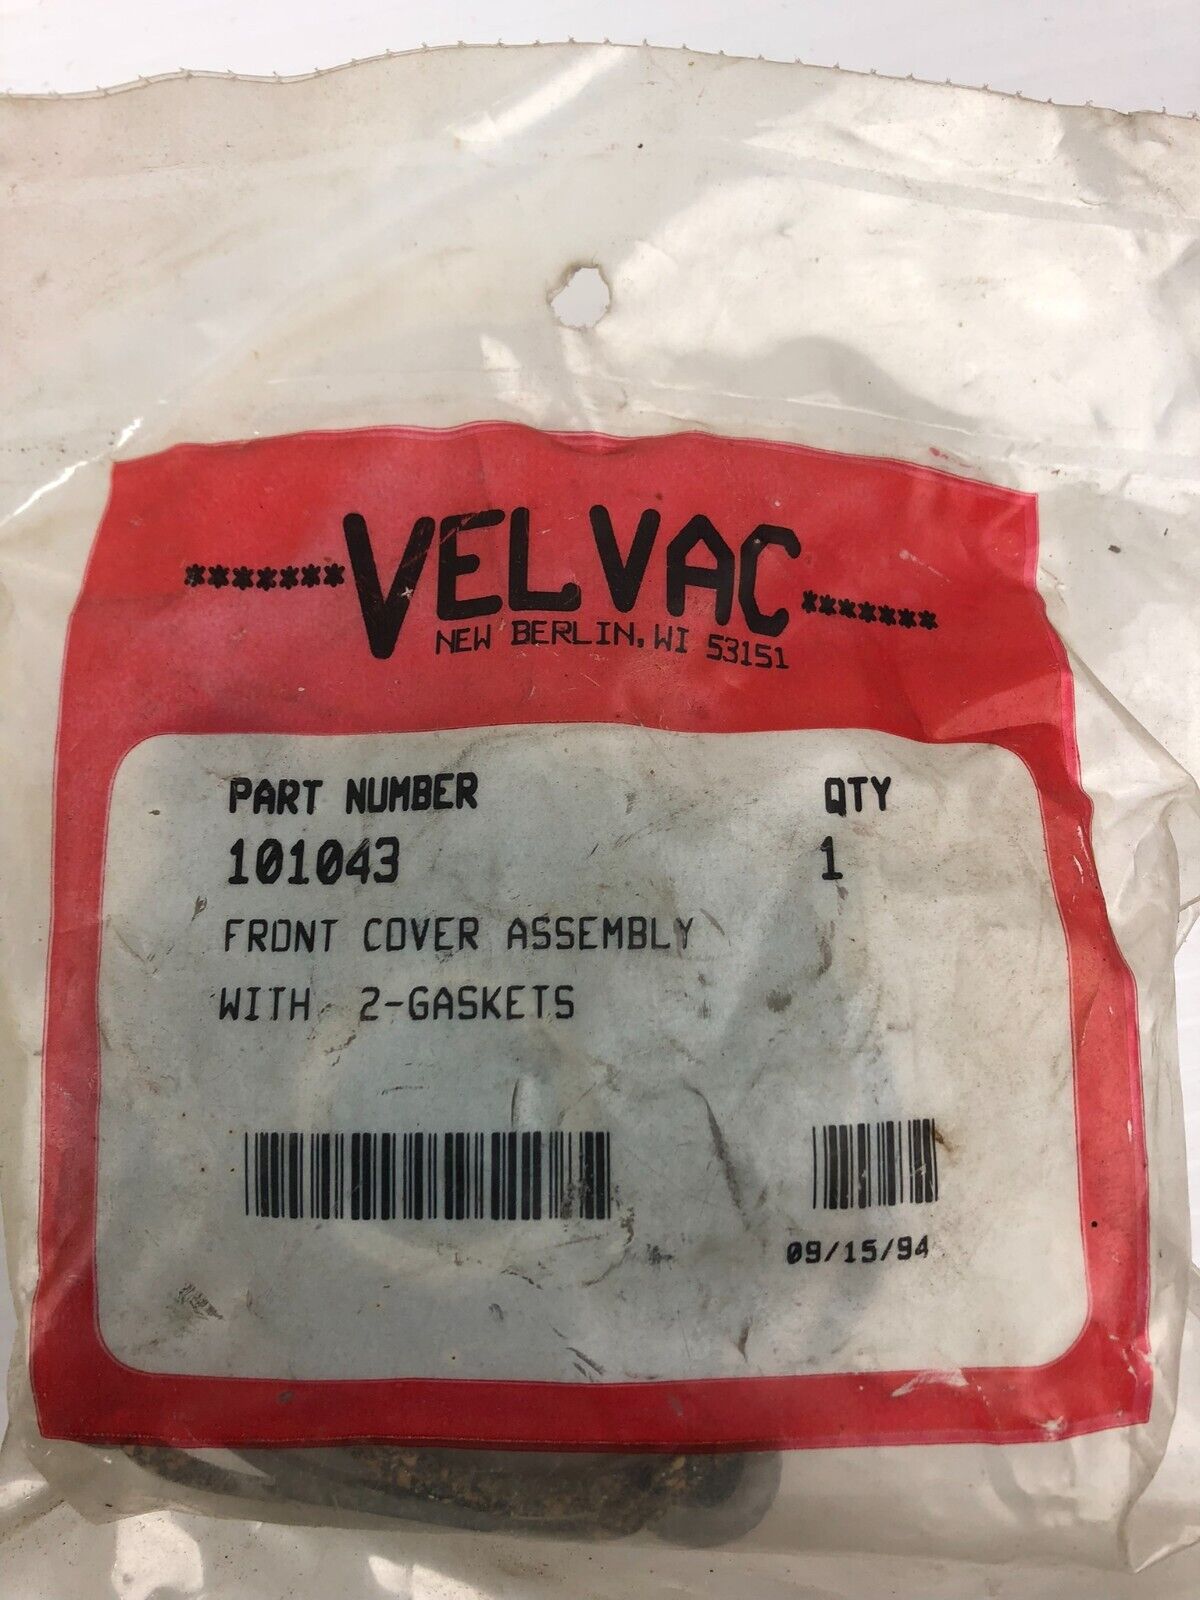 *******VELVAC*******
NEW BERLIN, WI 53151
PART NUMBER QTY
101043 1
FRONT COVER ASSEMBLY
WITH 2-GASKETS
09/15/94